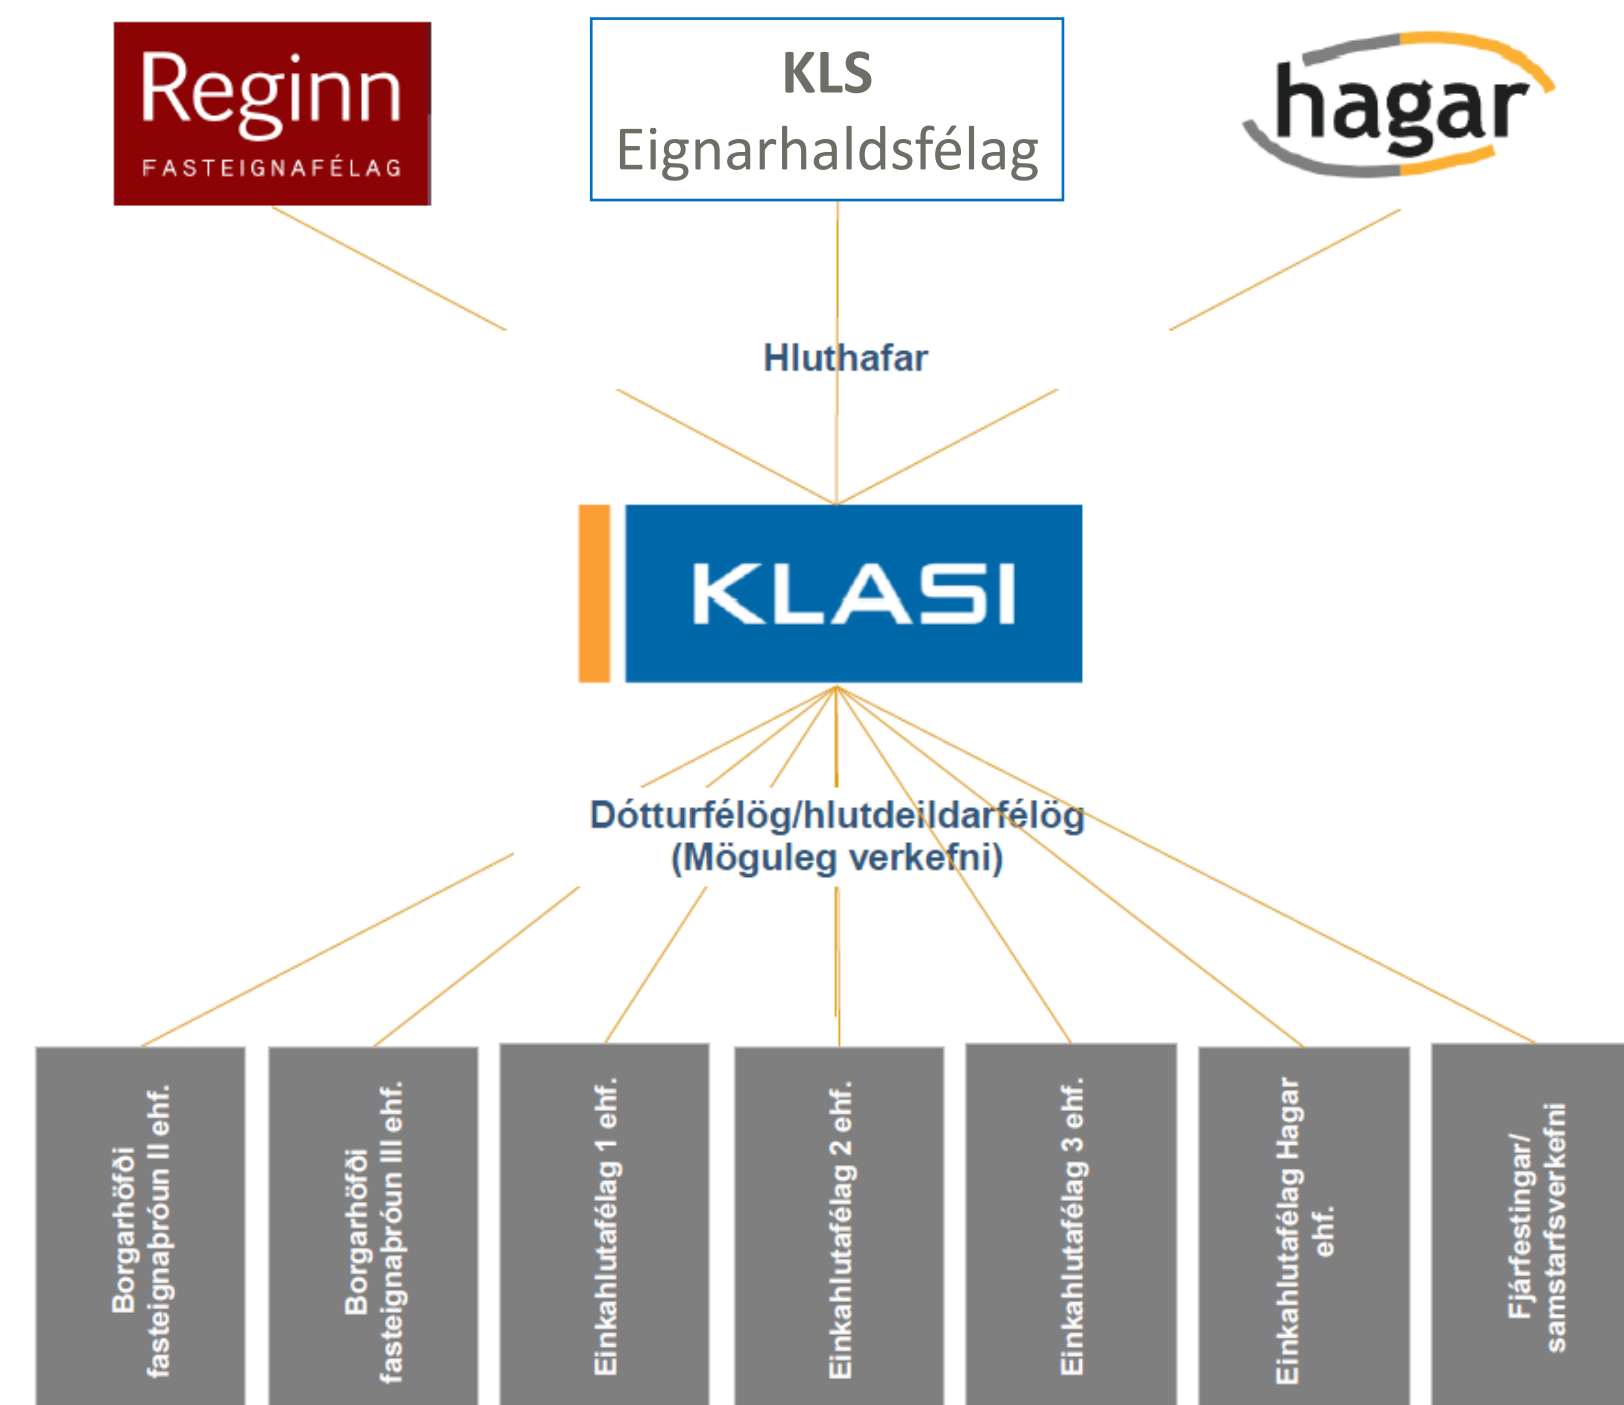 Reginn
FASTEIGNAFÉLAG
KLS
Eignarhaldsfélag
hagar
Hluthafar
KLASI
Dótturfélög/hlutdeildarfélög
(Möguleg verkefni)
Borgarhöfði
fasteignaþróun II ehf.
Borgarhöfði
fasteignaþróun III ehf.
Einkahlutafélag 1 ehf.
Einkahlutafélag 2 ehf.
Einkahlutafélag 3 ehf.
Einkahlutafélag Hagar
ehf.
Fjárfestingar/
samstarfsverkefni